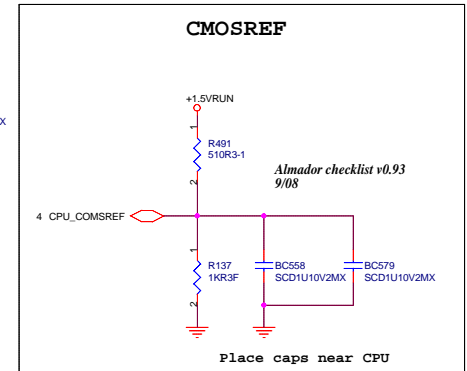 CMOSREF
X
+1.5VRUN
1
R491
510R3-1
2
Almador checklist v0.93
9/08
4 CPU_COMSREF
1
R137
1KR3F
2
BC558
SCD1U10V2MX
BC579
SCD1U10V2MX
Place caps near CPU